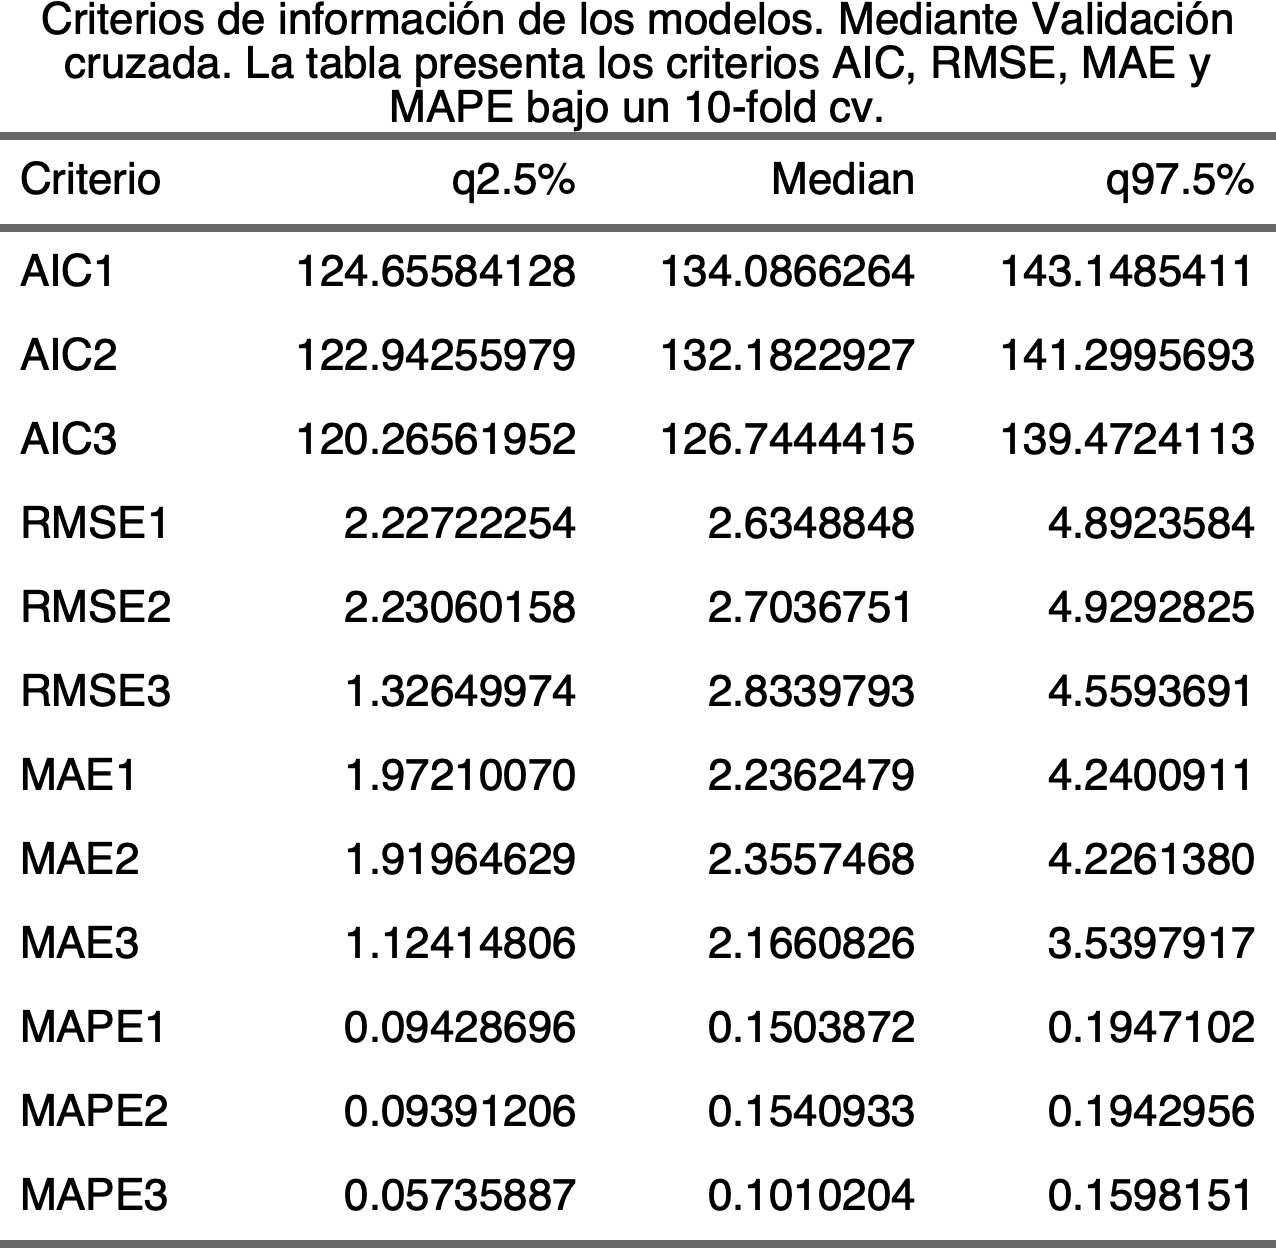 Criterios de información de los modelos. Mediante Validación
cruzada. La tabla presenta los criterios AIC, RMSE, MAE y
MAPE bajo un 10-fold cv.
Criterio q2.5% Median q97.5%
AIC1 124.65584128 134.0866264 143.1485411
AIC2 122.94255979 132.1822927 141.2995693
AIC3 120.26561952 126.7444415 139.4724113
RMSE1 2.22722254 2.6348848 4.8923584
RMSE2 2.23060158 2.7036751 4.9292825
RMSE3 1.32649974 2.8339793 4.5593691
MAE1 1.97210070 2.2362479 4.2400911
MAE2 1.91964629 2.3557468 4.2261380
MAE3 1.12414806 2.1660826 3.5397917
MAPE1 0.09428696 0.1503872 0.1947102
MAPE2 0.09391206 0.1540933 0.1942956
MAPE3 0.05735887 0.1010204 0.1598151